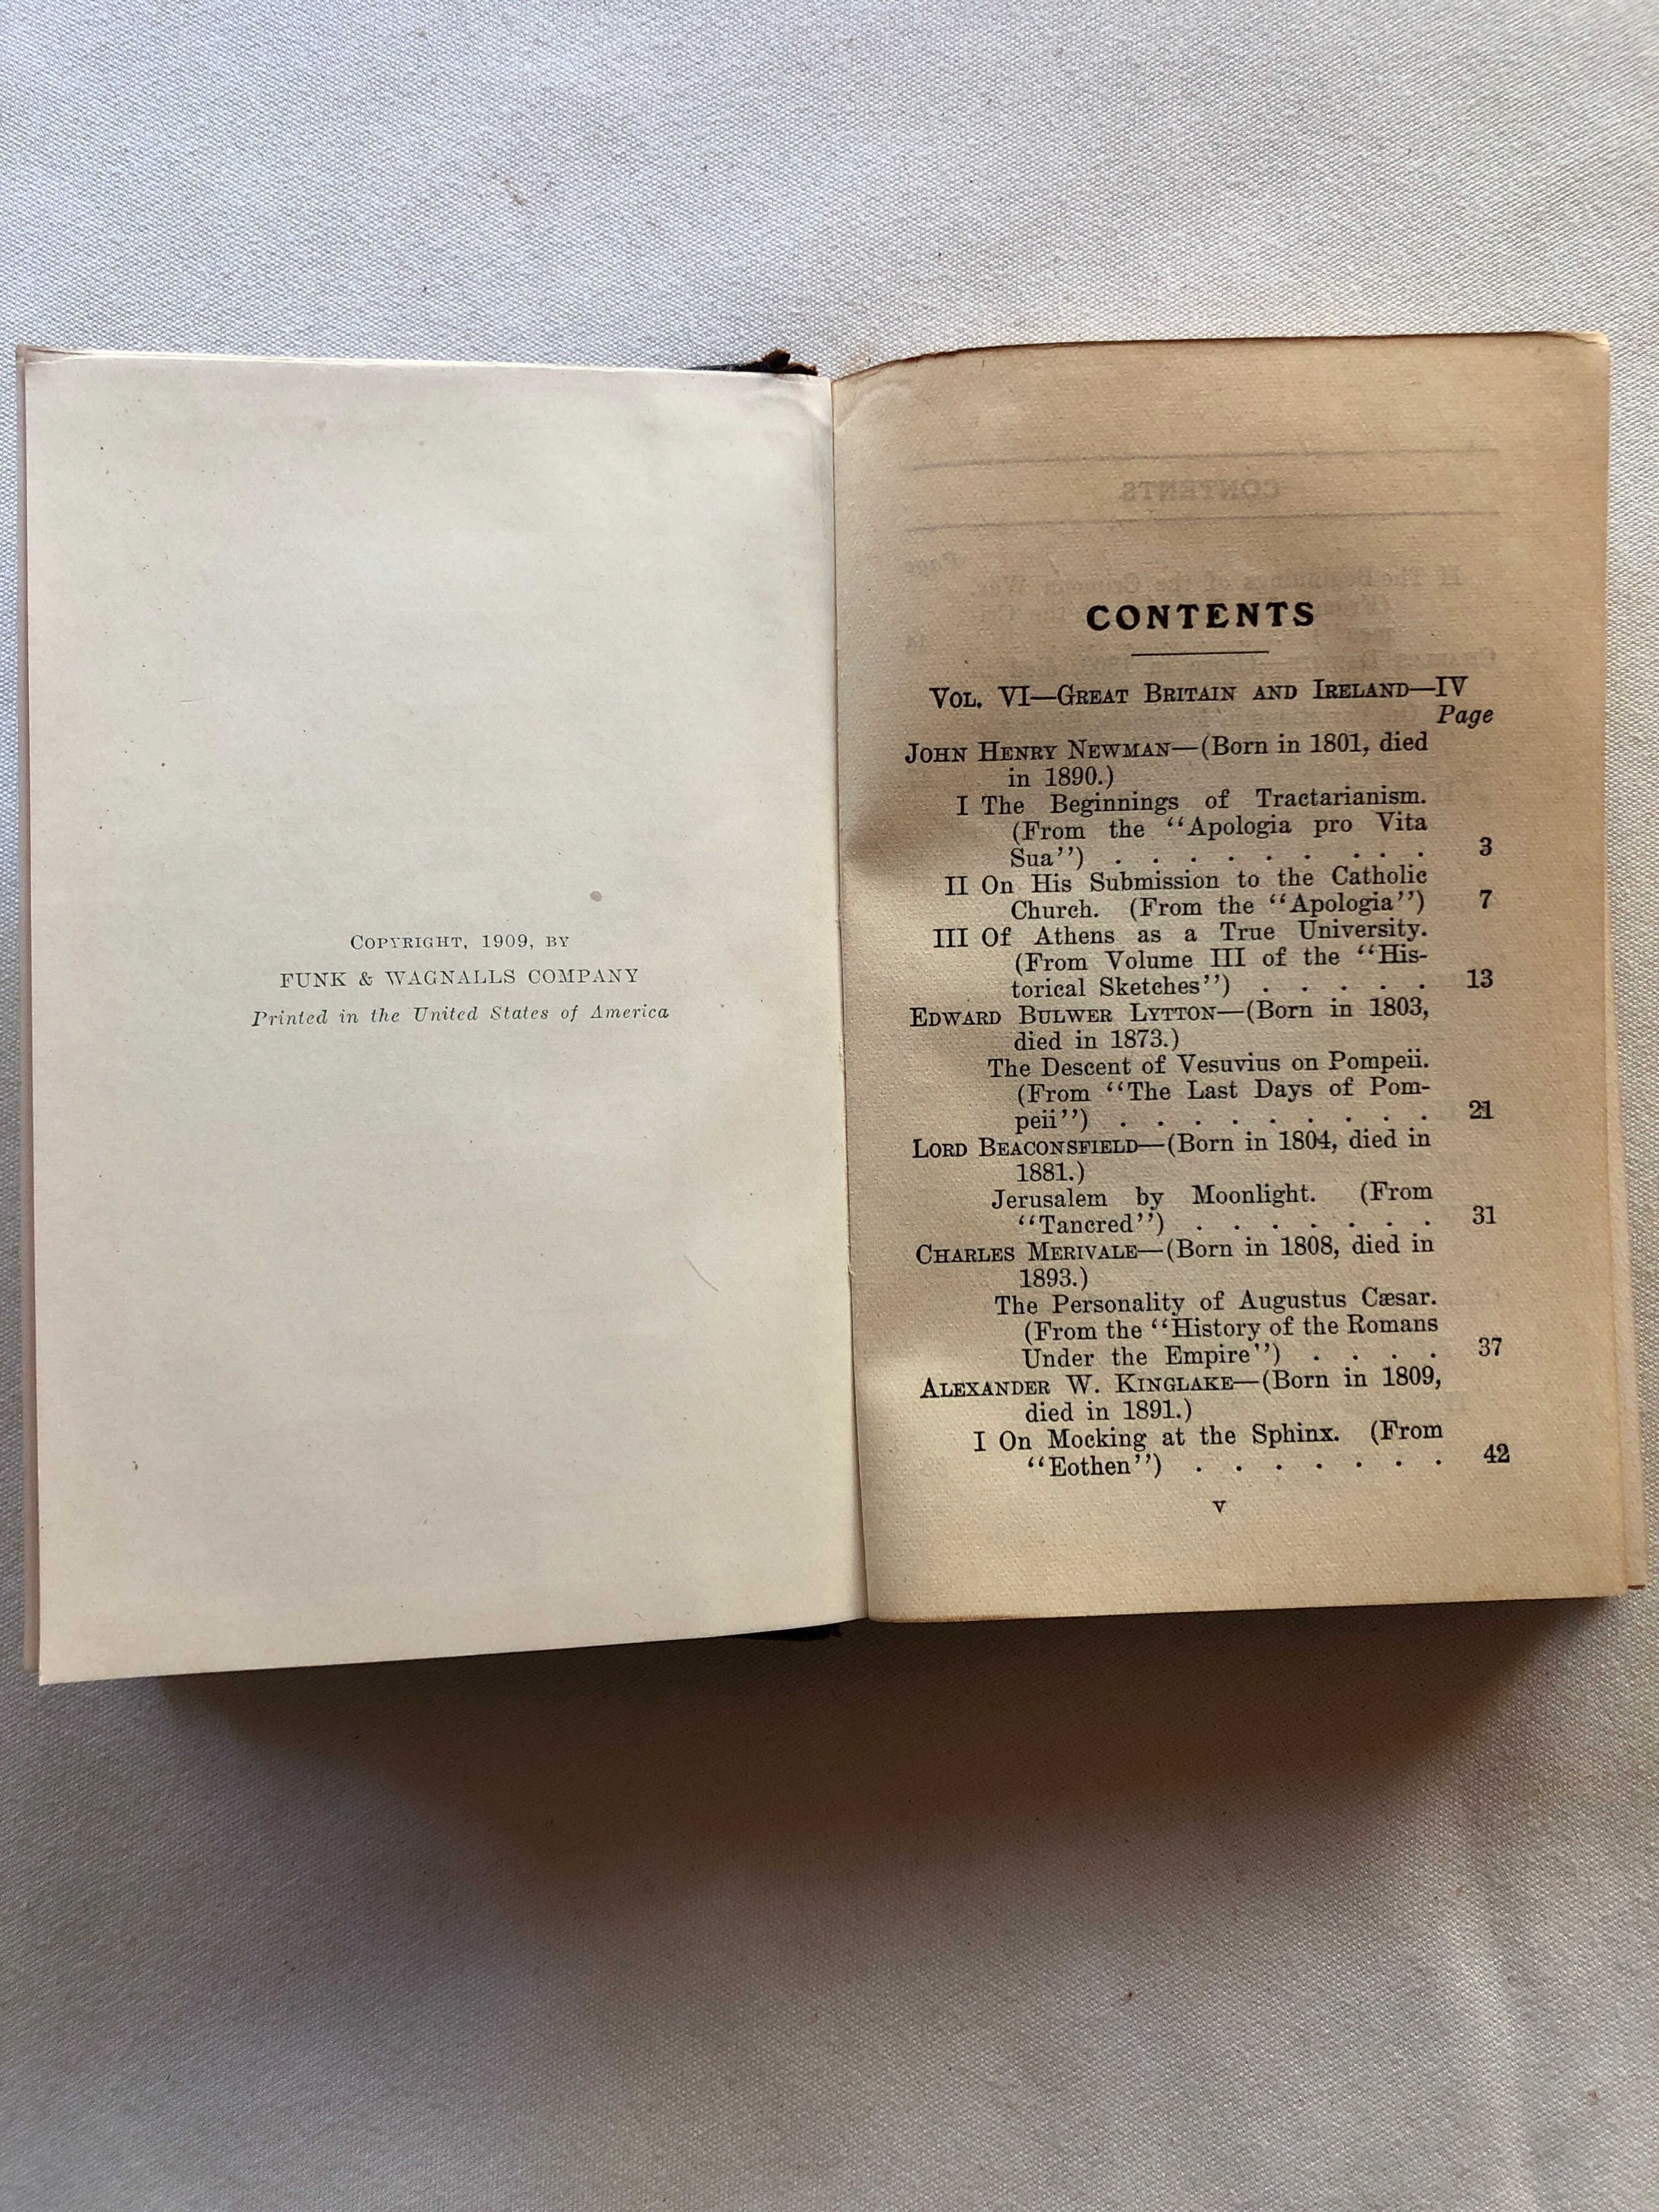 COPYRIGHT, 1909, BY
FUNK & WAGNALLS COMPANY
Printed in the United States of America
CONTENTS
VOL. VI—GREAT BRITAIN AND IRELAND—IV
Page
JOHN HENRY NEWMAN—(Born in 1801, died
in 1890.)
I The Beginnings of Tractarianism.
(From the "Apologia pro Vita
Sua") . . . . . . . . . 3
II On His Submission to the Catholic
Church. (From the "Apologia") 7
III Of Athens as a True University.
(From Volume III of the "His-
torical Sketches") . . . . . 13
EDWARD BULWER LYTTON—(Born in 1803,
died in 1873.)
The Descent of Vesuvius on Pompeii.
(From "The Last Days of Pom-
peii") . . . . . . . . . 21
LORD BEACONSFIELD—(Born in 1804, died in
1881.)
Jerusalem by Moonlight. (From
"Tancred") . . . . . . . 31
CHARLES MERIVALE—(Born in 1808, died in
1893.)
The Personality of Augustus Cæsar.
(From the "History of the Romans
Under the Empire") . . . . 37
ALEXANDER W. KINGLAKE—(Born in 1809,
died in 1891.)
I On Mocking at the Sphinx. (From
"Eothen") . . . . . . . 42
v